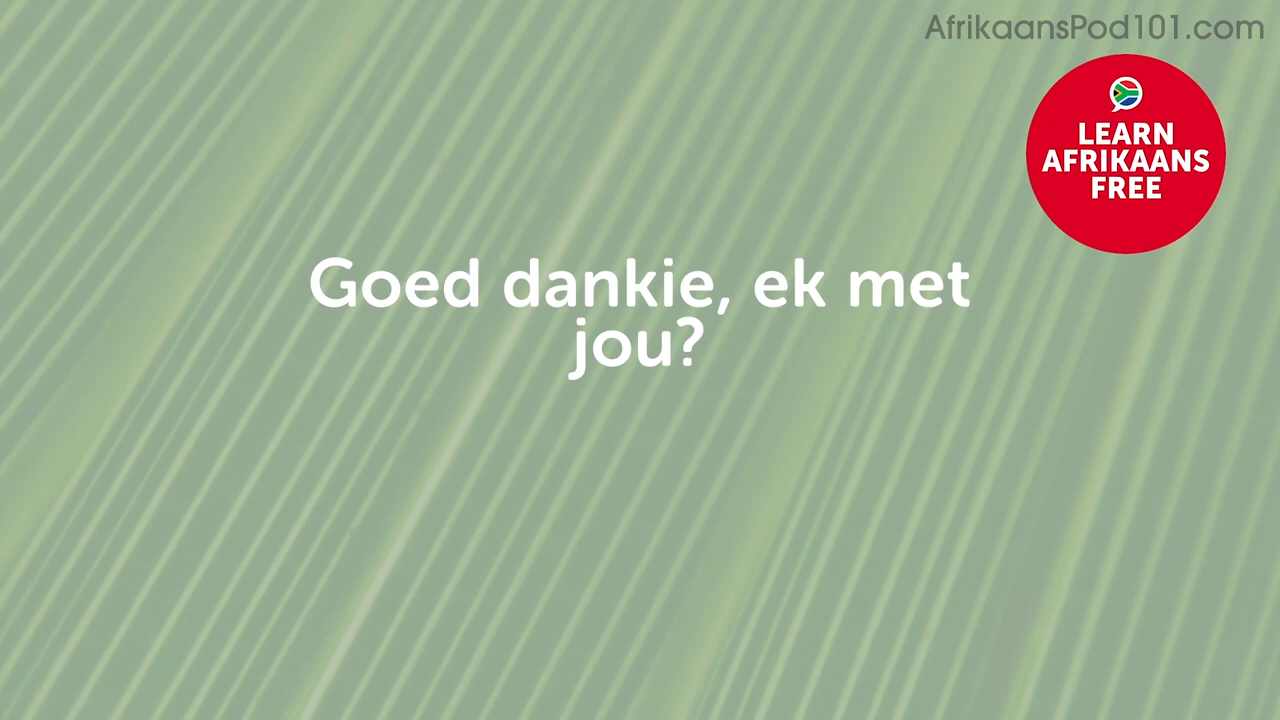 AfrikaansPod101.com
LEARN
AFRIKAANS
FREE
Goed dankie, ek met
jou?